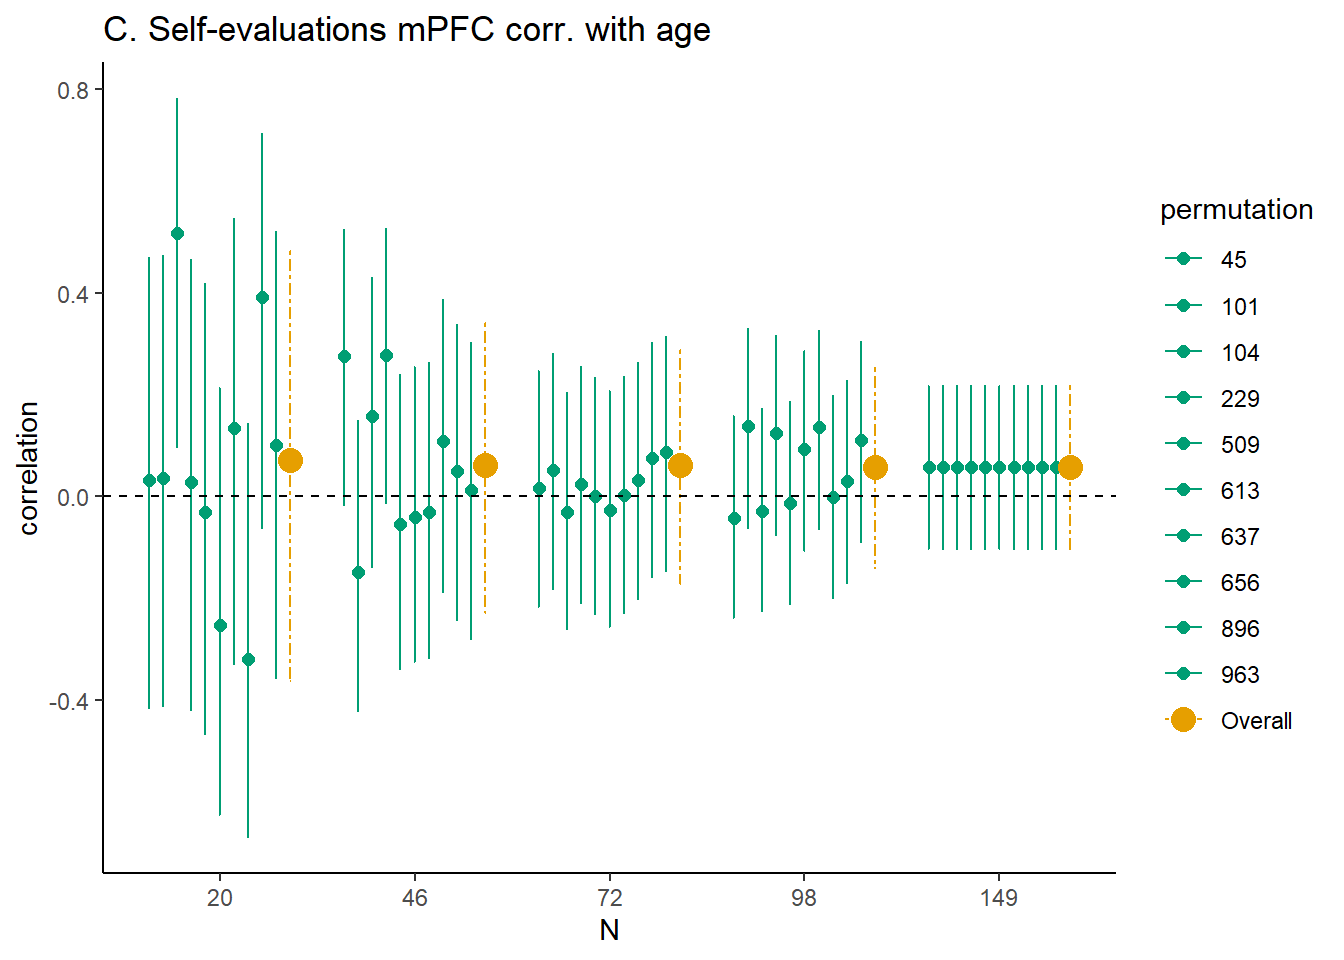 C. Self-evaluations mPFC corr. with age
0.8
0.4
0.0
-0.4
correlation
20 46 72 98 149
N
permutation
45
101
104
229
509
613
637
656
896
963
Overall